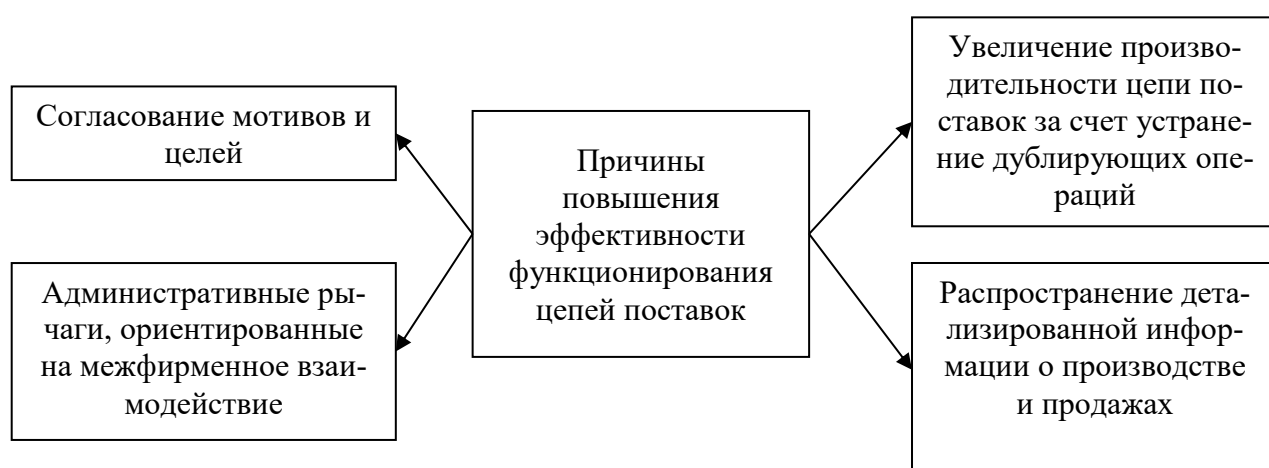 Согласование мотивов и
целей
Административные ры-
чаги, ориентированные
на межфирменное взаи-
модействие
Причины
повышения
эффективности
функционирования
цепей поставок
Увеличение произво-
дительности цепи по-
ставок за счет устране-
ние дублирующих опе-
раций
Распространение дета-
лизированной инфор-
мации о производстве
и продажах